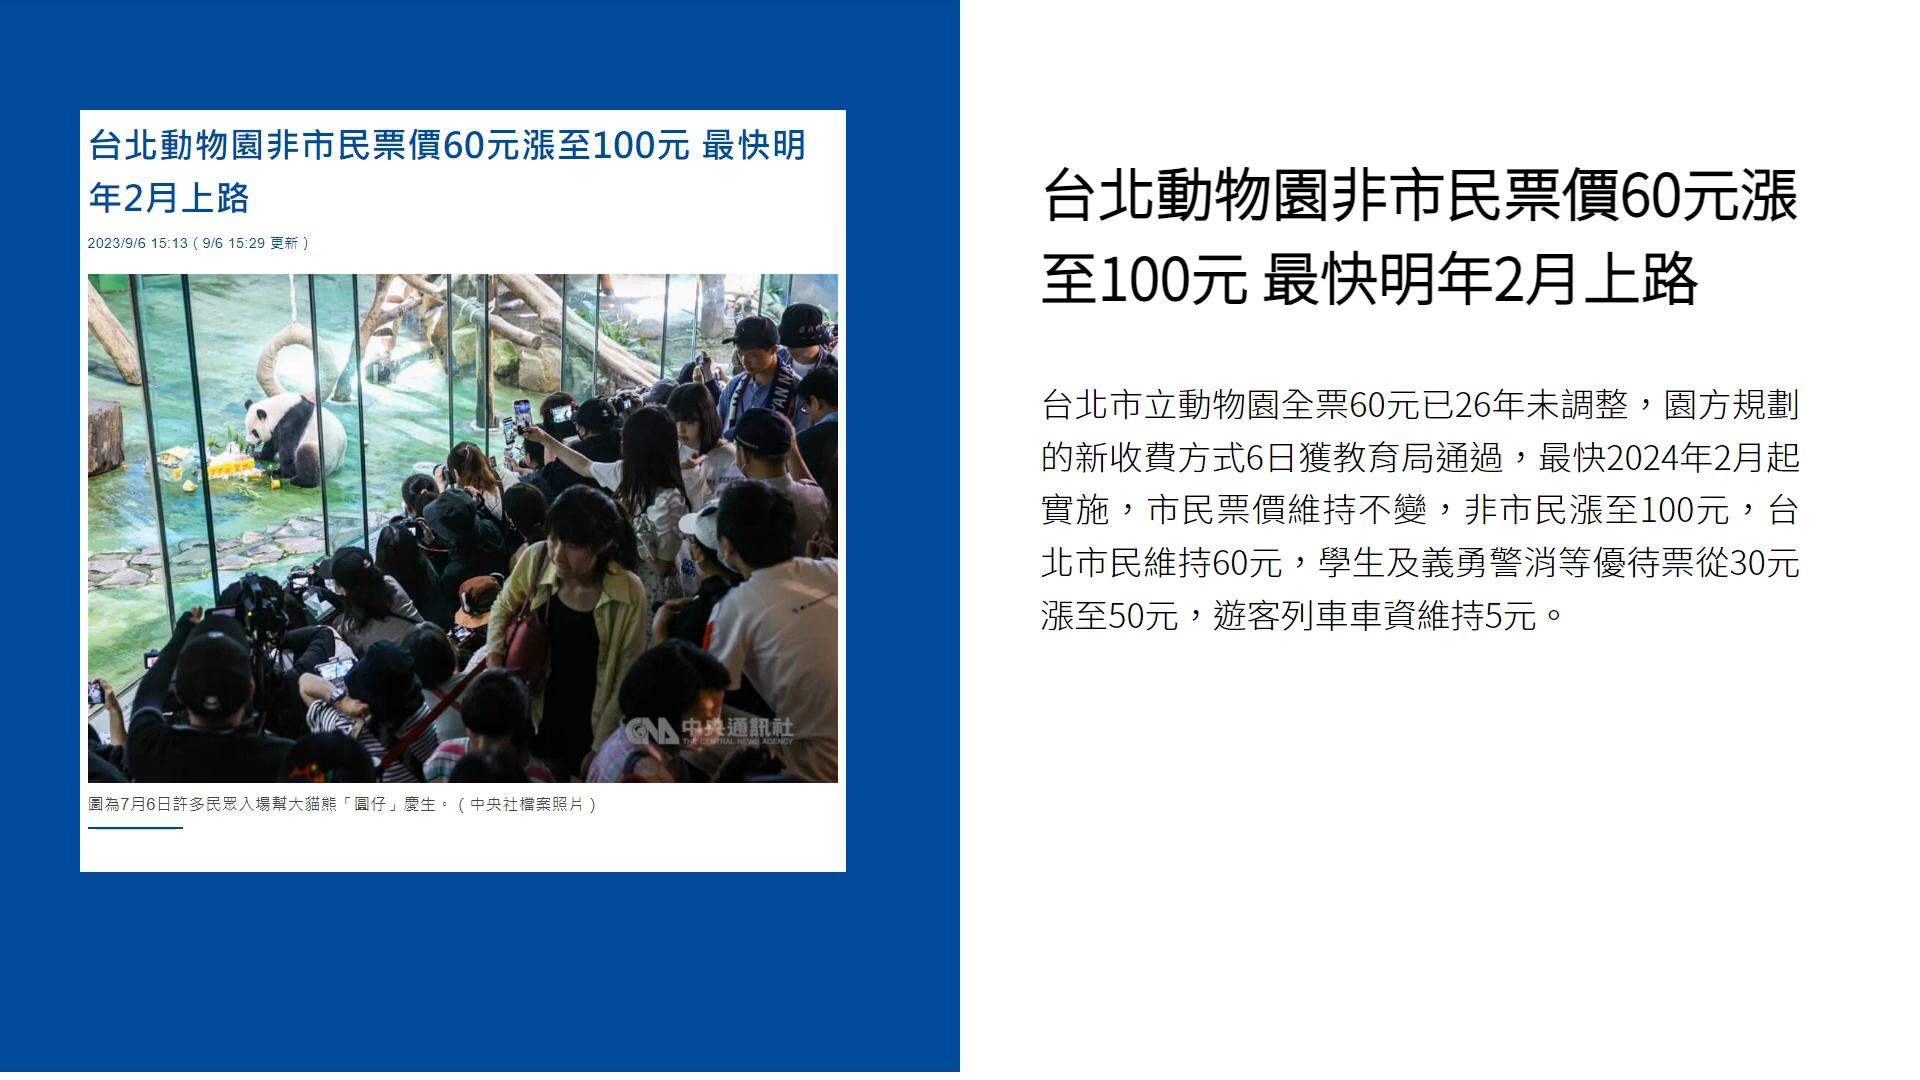 台北動物園非市民票價60元漲至100元 最快明
年2月上路
2023/9/6 15:13（9/6 15:29 更新）
CNA 中央通訊社
THE CENTRAL NEWS AGENCY
圖為7月6日許多民眾入場幫大貓熊「圓仔」慶生。（中央社檔案照片）
台北動物園非市民票價60元漲
至100元 最快明年2月上路
台北市立動物園全票60元已26年未調整，園方規劃
的新收費方式6日獲教育局通過，最快2024年2月起
實施，市民票價維持不變，非市民漲至100元，台
北市民維持60元，學生及義勇警消等優待票從30元
漲至50元，遊客列車車資維持5元。